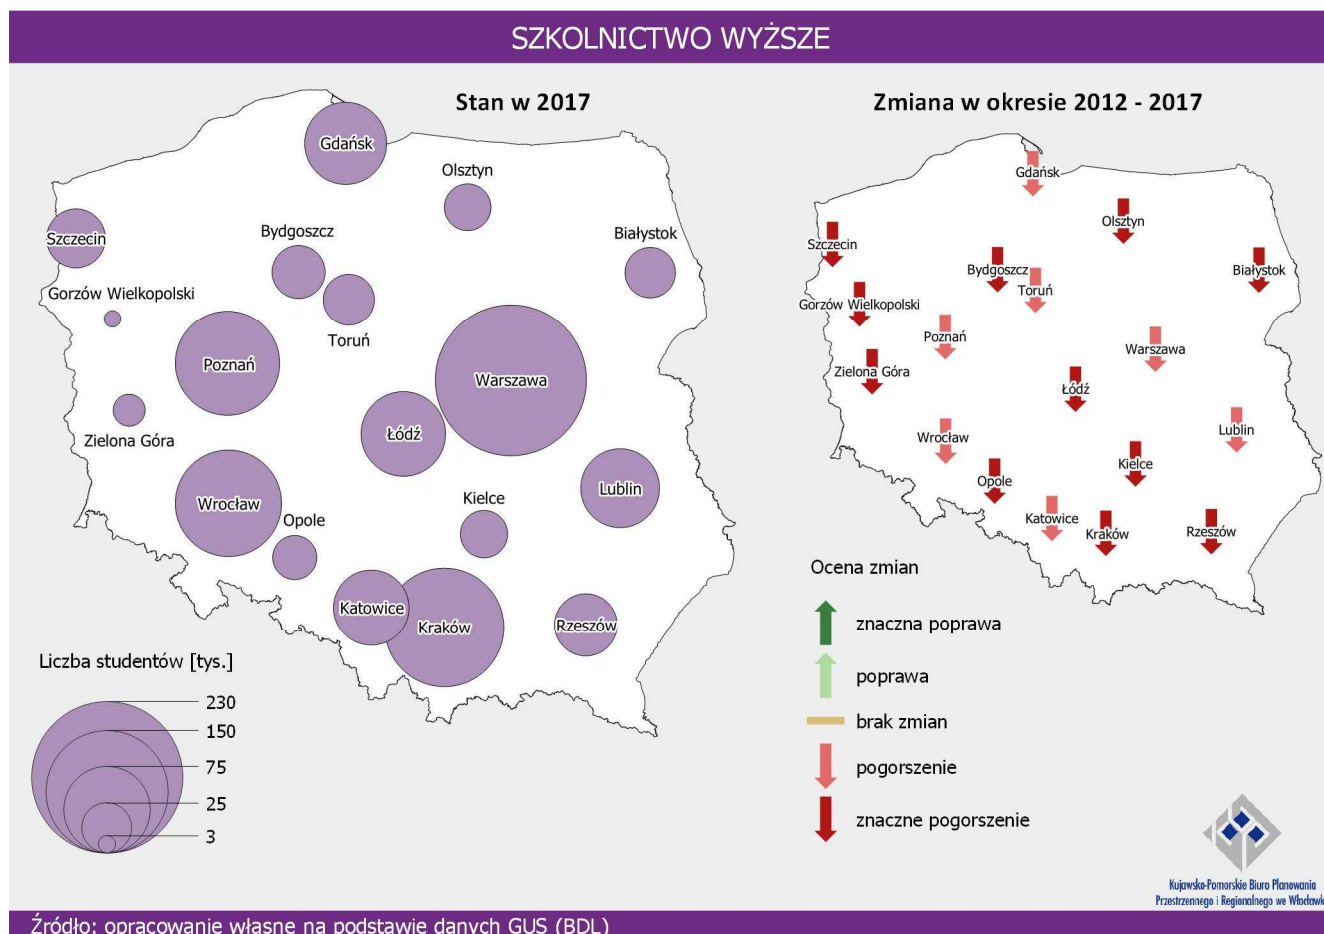 SZKOLNICTWO WYŻSZE
Stan w 2017
Gdańsk
Olsztyn
Szczecin
Bydgoszcz
Białystok
Gorzów Wielkopolski
Toruń
Poznań
Warszawa
Zielona Góra
Łódź
Wrocław
Opole
Kielce
Lublin
Katowice
Kraków
Rzeszów
Liczba studentów [tys.]
230
150
75
25
3
Zmiana w okresie 2012 - 2017
Gdańsk
Olsztyn
Szczecin
Bydgoszcz
Białystok
Toruń
Gorzów Wielkopolski
Poznań
Warszawa
Zielona Góra
Łódź
Wrocław
Lublin
Kielce
Opole
Katowice
Kraków
Rzeszów
Ocena zmian
znaczna poprawa
poprawa
brak zmian
pogorszenie
znaczne pogorszenie
Kujawsko-Pomorskie Biuro Planowania
Przestrzennego i Regionalnego we Włocławk
Źródło: opracowanie własne na podstawie danych GUS (BDL)